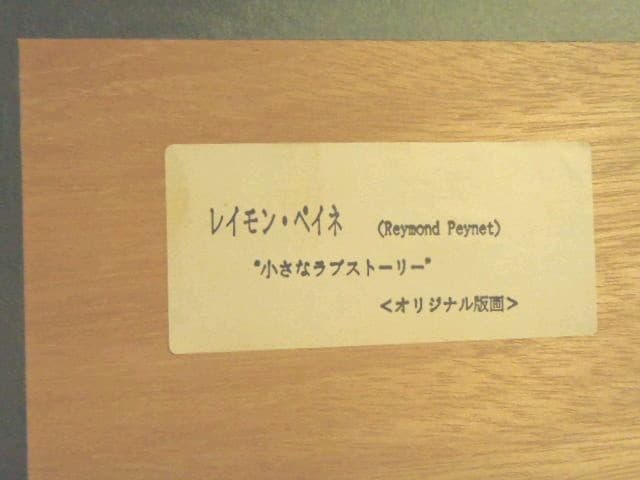 レイモン・ペイネ (Reymond Peynet)
“小さなラブストーリー”
<オリジナル版画>